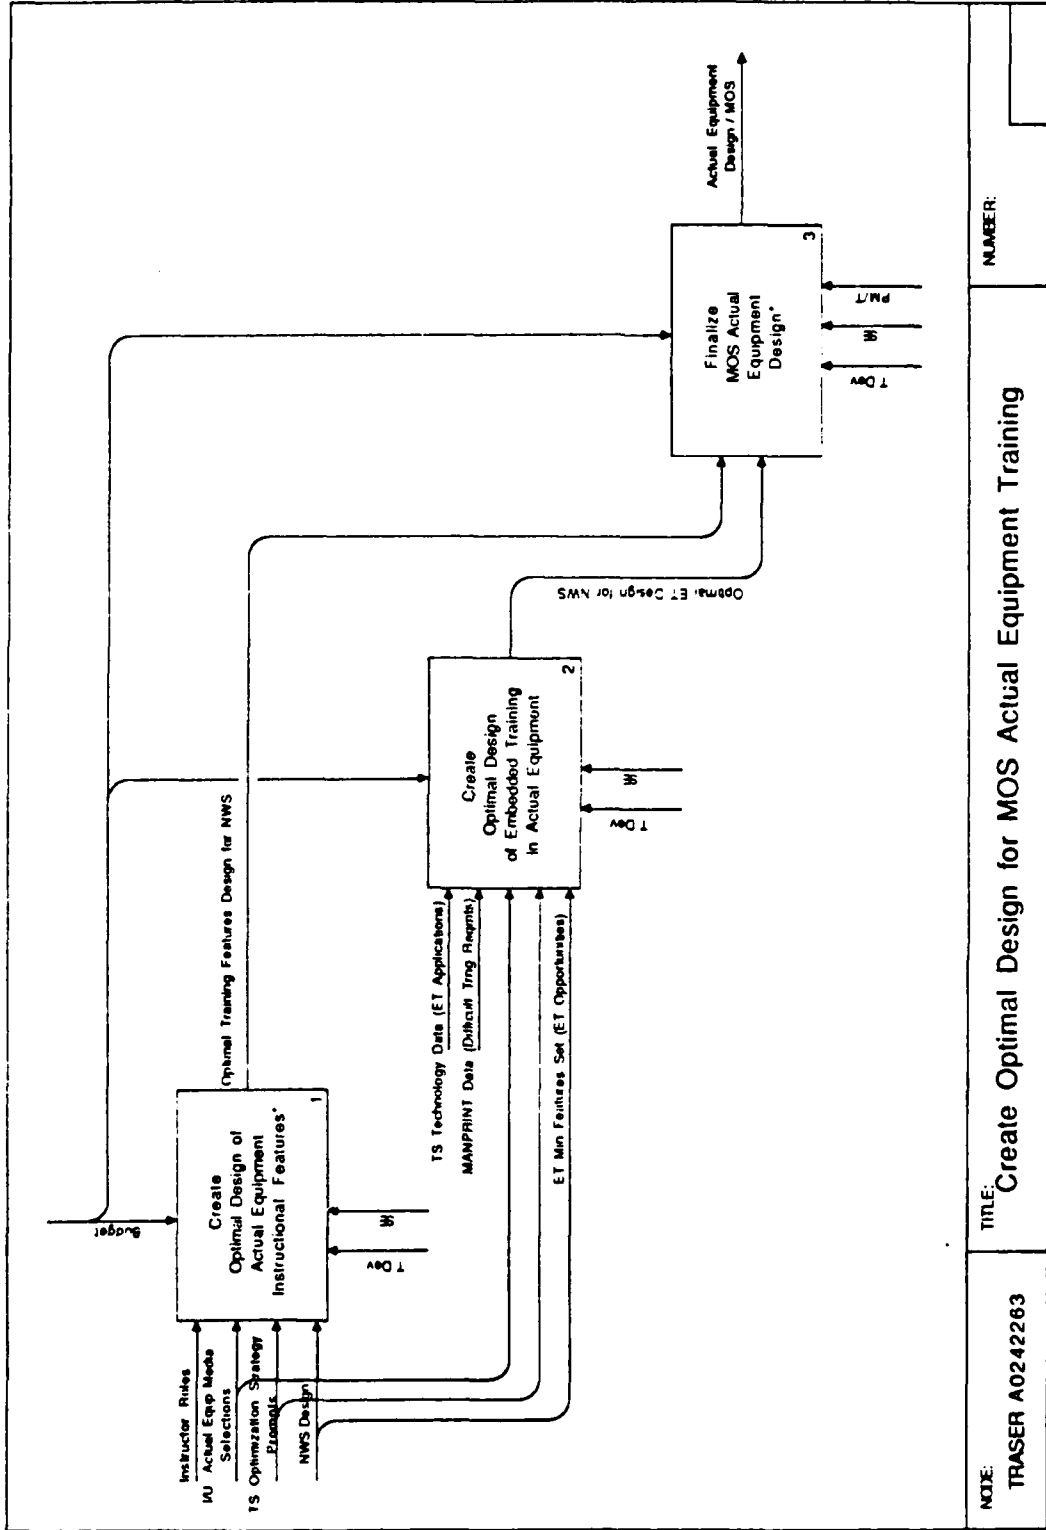 Budget
Instructor Roles
I/U Actual Equip Media
Selections
TS Optimization Strategy
Prompts
NWS Design
Create
Optimal Design of
Actual Equipment
Instructional Features*
1
T Dev
Optimal Training Features Design for NWS
TS Technology Data (ET Applications)
MANPRINT Data (Difficult Trng Reqmts)
ET Min Features Set (ET Opportunities)
Create
Optimal Design
of Embedded Training
in Actual Equipment
2
T Dev
Optimal ET Design for NWS
Finalize
MOS Actual
Equipment
Design*
3
T Dev
PM/T
Actual Equipment
Design / MOS
NODE:
TRASER A0242263
TITLE:
Create Optimal Design for MOS Actual Equipment Training
NUMBER: